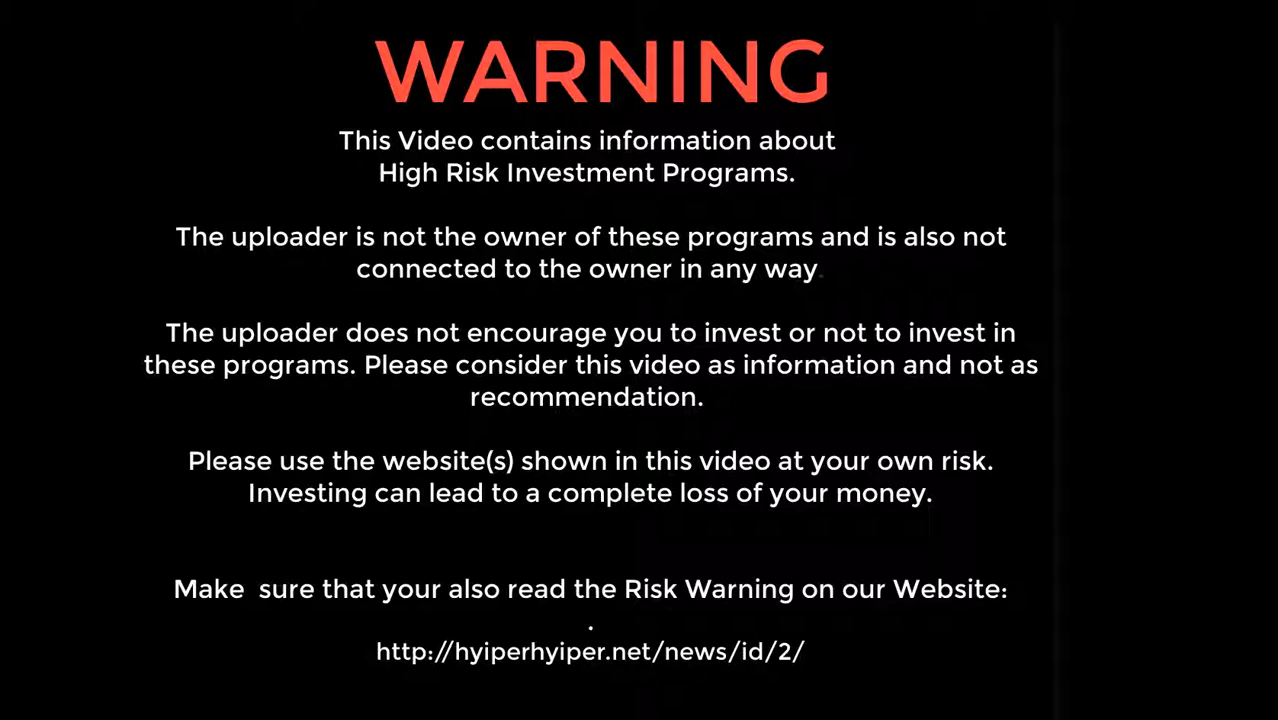 WARNING
This Video contains information about
High Risk Investment Programs.
The uploader is not the owner of these programs and is also not
connected to the owner in any way.
The uploader does not encourage you to invest or not to invest in
these programs. Please consider this video as information and not as
recommendation.
Please use the website(s) shown in this video at your own risk.
Investing can lead to a complete loss of your money.
Make  sure that your also read the Risk Warning on our Website:
.
http://hyiperhyiper.net/news/id/2/